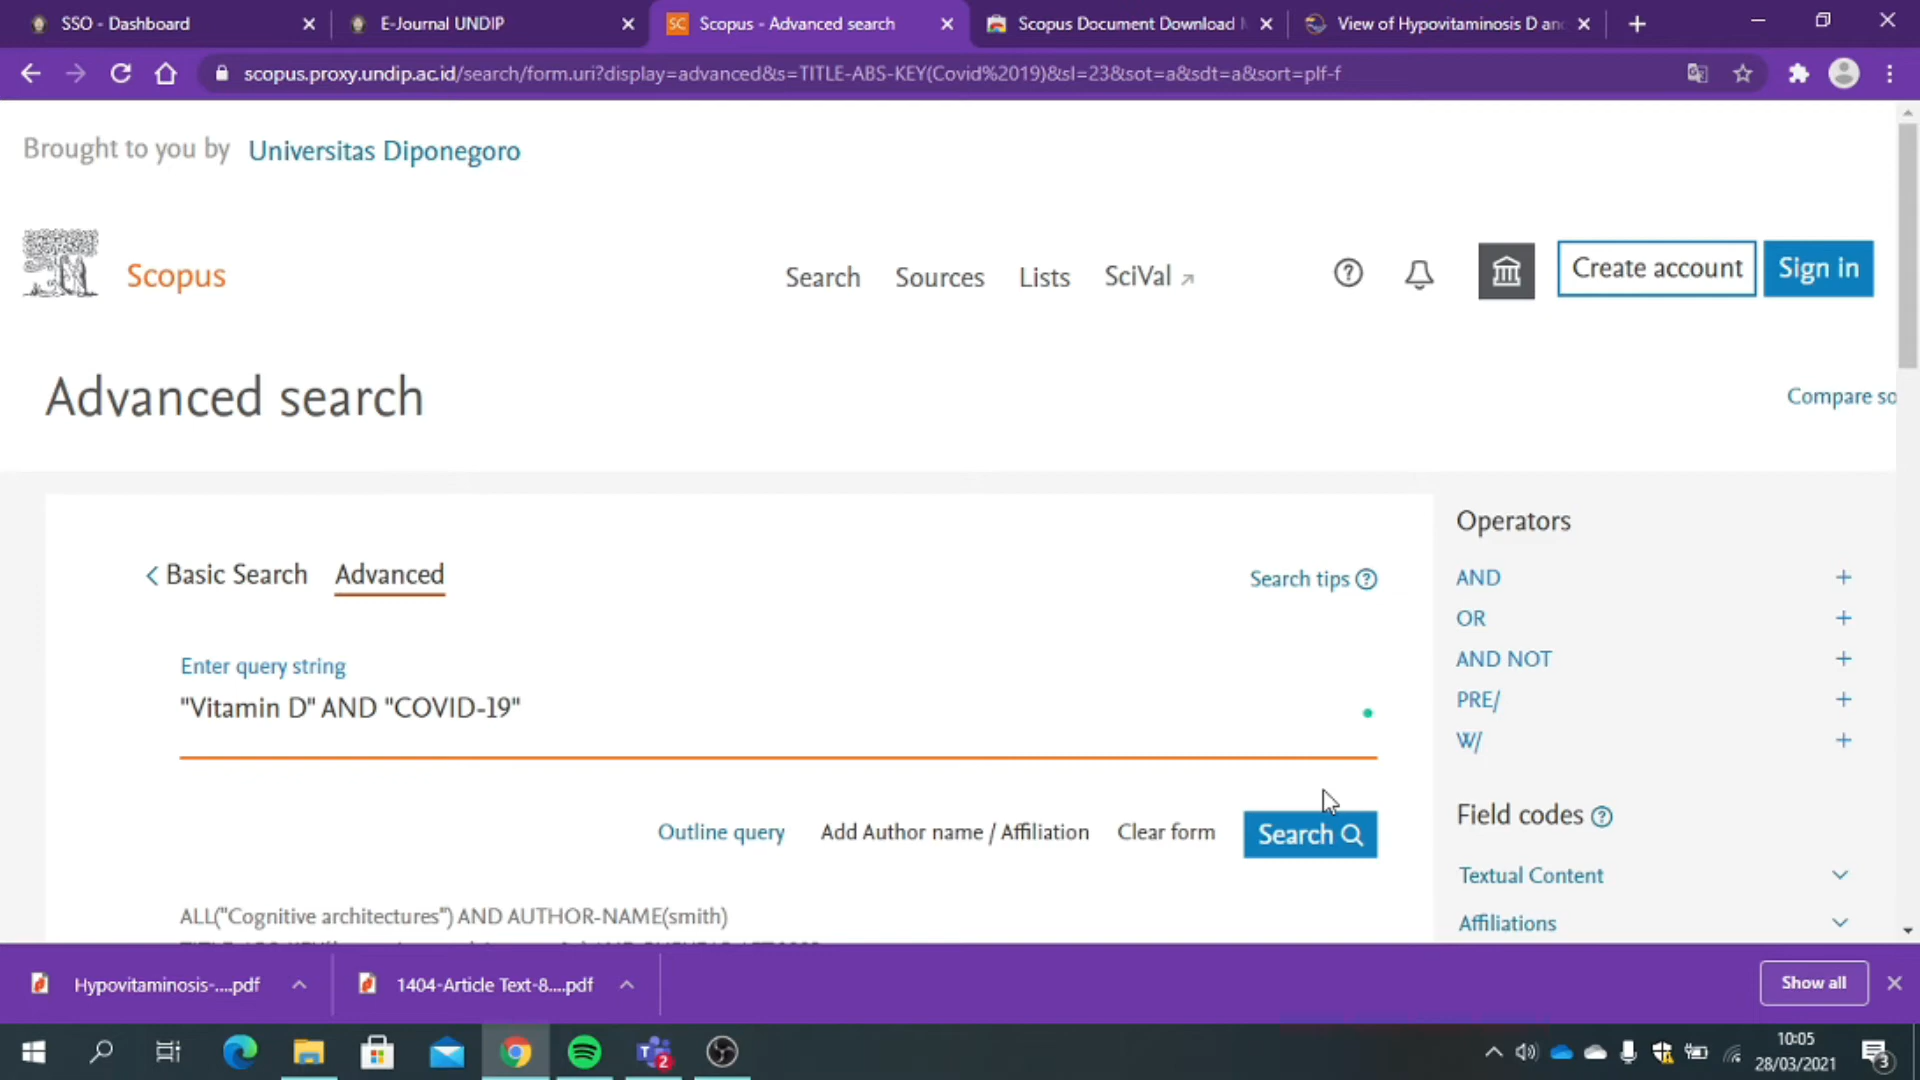 SSO - Dashboard
E-Journal UNDIP
SC Scopus - Advanced search
Scopus Document Download
View of Hypovitaminosis D an
scopus.proxy.undip.ac.id/search/form.uri?display=advanced&s=TITLE-ABS-KEY(Covid%2019)&sl=23&sot=a&sdt=a&sort=plf-f
Brought to you by Universitas Diponegoro
Scopus
Search
Sources
Lists
SciVal
Create account
Sign in
Advanced search
Compare so
Basic Search
Advanced
Search tips
Enter query string
"Vitamin D" AND "COVID-19"
Outline query
Add Author name / Affiliation
Clear form
Search
ALL("Cognitive architectures") AND AUTHOR-NAME(smith)
Operators
AND
OR
AND NOT
PRE/
W/
Field codes
Textual Content
Affiliations
Hypovitaminosis-....pdf
1404-Article Text-8....pdf
Show all
2
10:05
28/03/2021
3